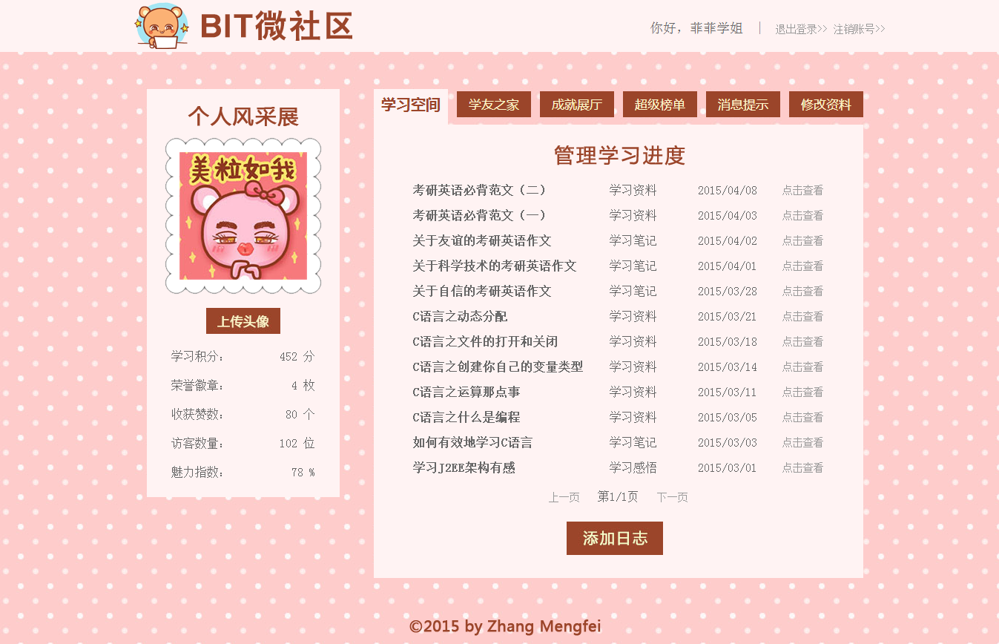 BIT微社区
你好，菲菲学姐 | 退出登录>> 注销账号>>
个人风采展
美粒如我
上传头像
学习积分： 452 分
荣誉徽章： 4 枚
收获赞数： 80 个
访客数量： 102 位
魅力指数： 78 %
学习空间 学友之家 成就展厅 超级榜单 消息提示 修改资料
管理学习进度
考研英语必背范文（二） 学习资料 2015/04/08 点击查看
考研英语必背范文（一） 学习资料 2015/04/03 点击查看
关于友谊的考研英语作文 学习笔记 2015/04/02 点击查看
关于科学技术的考研英语作文 学习笔记 2015/04/01 点击查看
关于自信的考研英语作文 学习笔记 2015/03/28 点击查看
C语言之动态分配 学习资料 2015/03/21 点击查看
C语言之文件的打开和关闭 学习资料 2015/03/18 点击查看
C语言之创建你自己的变量类型 学习资料 2015/03/14 点击查看
C语言之运算那点事 学习资料 2015/03/11 点击查看
C语言之什么是编程 学习资料 2015/03/05 点击查看
如何有效地学习C语言 学习笔记 2015/03/03 点击查看
学习J2EE架构有感 学习感悟 2015/03/01 点击查看
上一页 第1/1页 下一页
添加日志
©2015 by Zhang Mengfei